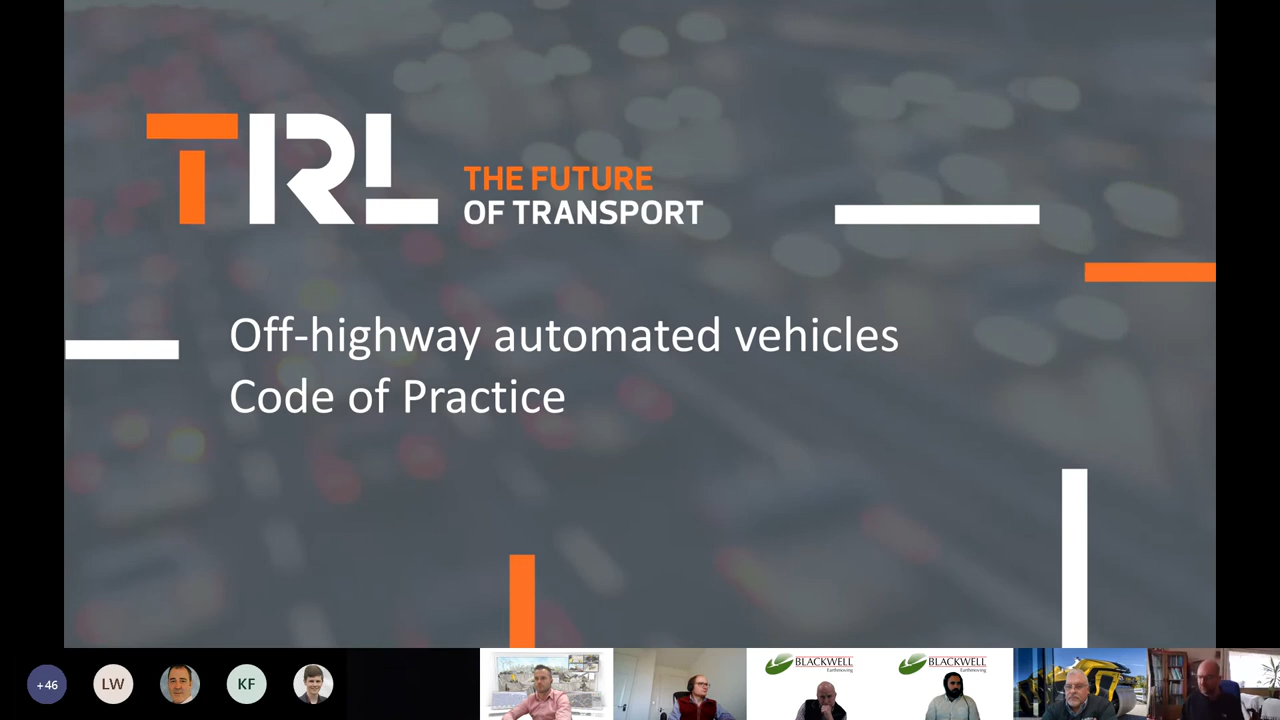 TRL
THE FUTURE
OF TRANSPORT
Off-highway automated vehicles
Code of Practice
+46
LW
KF
BLACKWELL
Earthmoving
BLACKWELL
Earthmoving